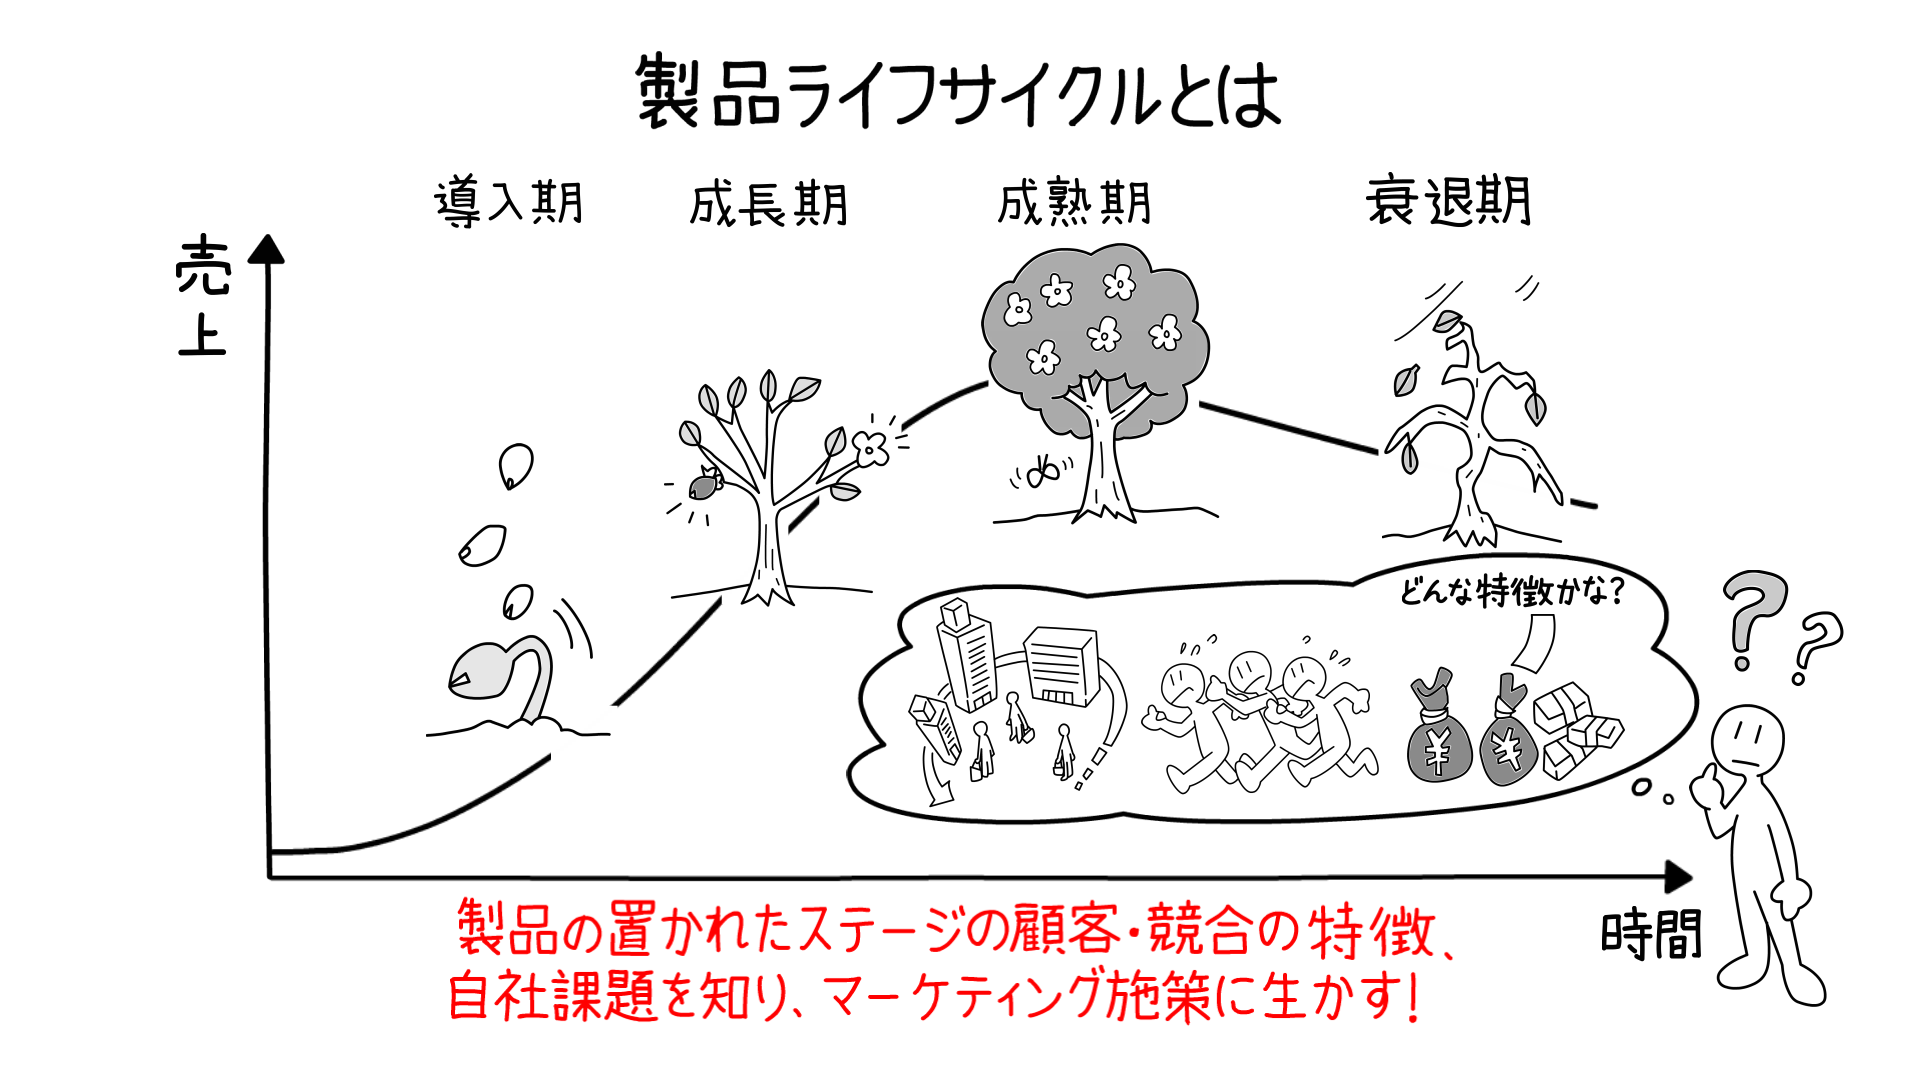 製品ライフサイクルとは
導入期 成長期 成熟期 衰退期
売上
どんな特徴かな?
¥ ¥
時間
製品の置かれたステージの顧客・競合の特徴、
自社課題を知り、マーケティング施策に生かす!